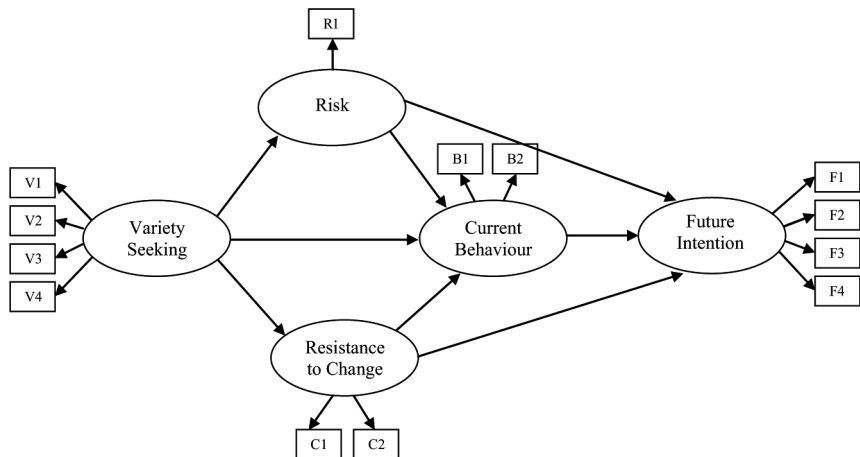 R1
Risk
B1
B2
V1
V2
V3
V4
Variety
Seeking
Current
Behaviour
Future
Intention
F1
F2
F3
F4
Resistance
to Change
C1
C2